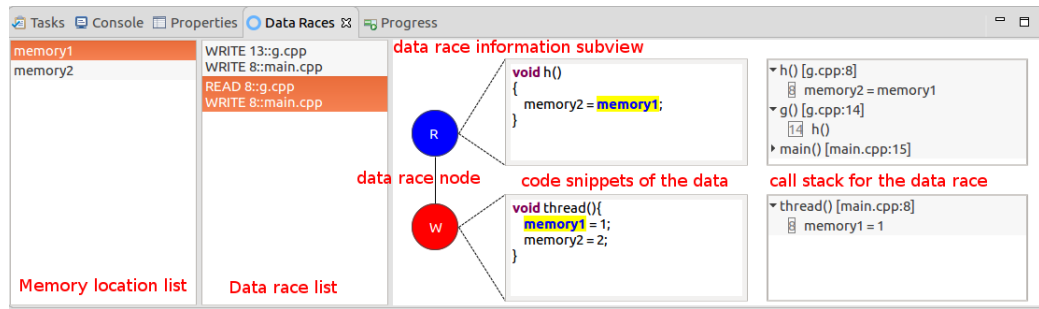 Tasks Console Properties Data Races Progress
memory1
memory2
Memory location list
WRITE 13::g.cpp
WRITE 8::main.cpp
READ 8::g.cpp
WRITE 8::main.cpp
Data race list
data race information subview
R
data race node
W
void h()
{
memory2 = memory1;
}
code snippets of the data
void thread(){
memory1 = 1;
memory2 = 2;
}
h() [g.cpp:8]
8 memory2 = memory1
g() [g.cpp:14]
14 h()
main() [main.cpp:15]
call stack for the data race
thread() [main.cpp:8]
8 memory1 = 1